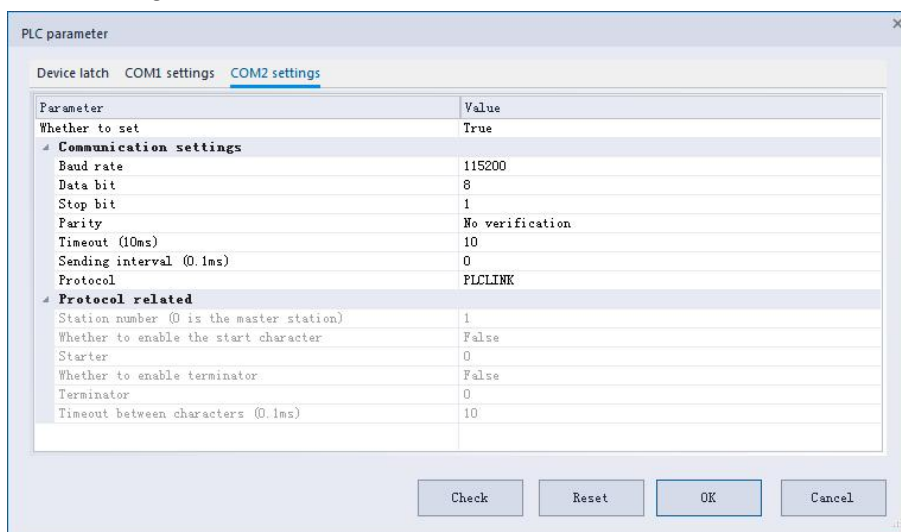 PLC parameter
Device latch COM1 settings COM2 settings
Parameter Value
Whether to set True
Communication settings
Baud rate 115200
Data bit 8
Stop bit 1
Parity No verification
Timeout (10ms) 10
Sending interval (0.1ms) 0
Protocol PLCLINK
Protocol related
Station number (0 is the master station) 1
Whether to enable the start character False
Starter 0
Whether to enable terminator False
Terminator 0
Timeout between characters (0.1ms) 10
Check Reset OK Cancel